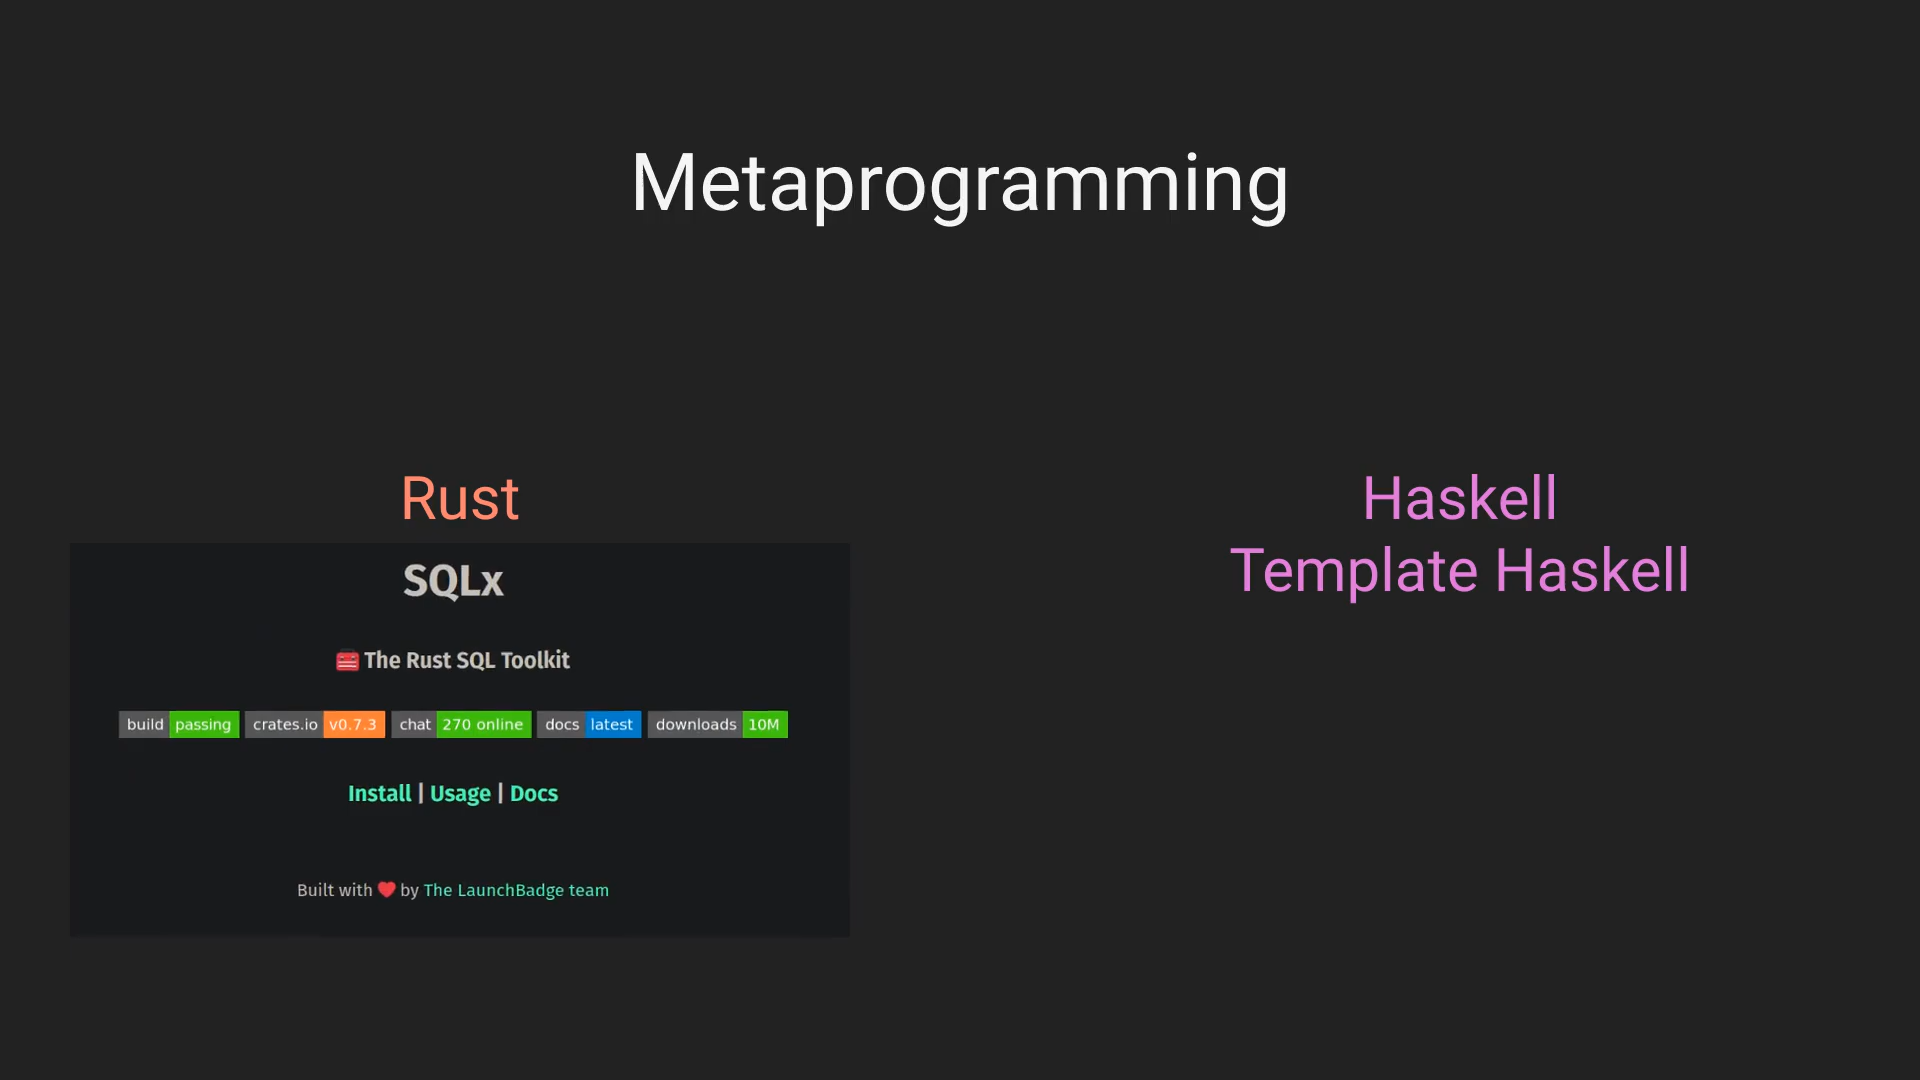 Metaprogramming
Rust
SQLx
🧰 The Rust SQL Toolkit
build passing crates.io v0.7.3 chat 270 online docs latest downloads 10M
Install | Usage | Docs
Built with ❤️ by The LaunchBadge team
Haskell
Template Haskell